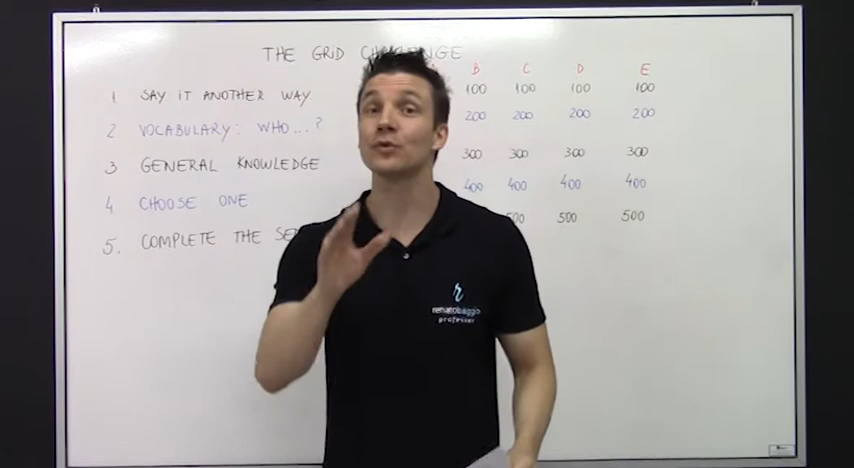 THE GRID CHALLENGE
B C D E
1 SAY IT ANOTHER WAY. 100 100 100 100
2 VOCABULARY: WHO...? 200 200 200 200
3 GENERAL KNOWLEDGE 300 300 300 300
4 CHOOSE ONE 400 400 400 400
5. COMPLETE THE 500 500 500
r
renatobaggio
professor